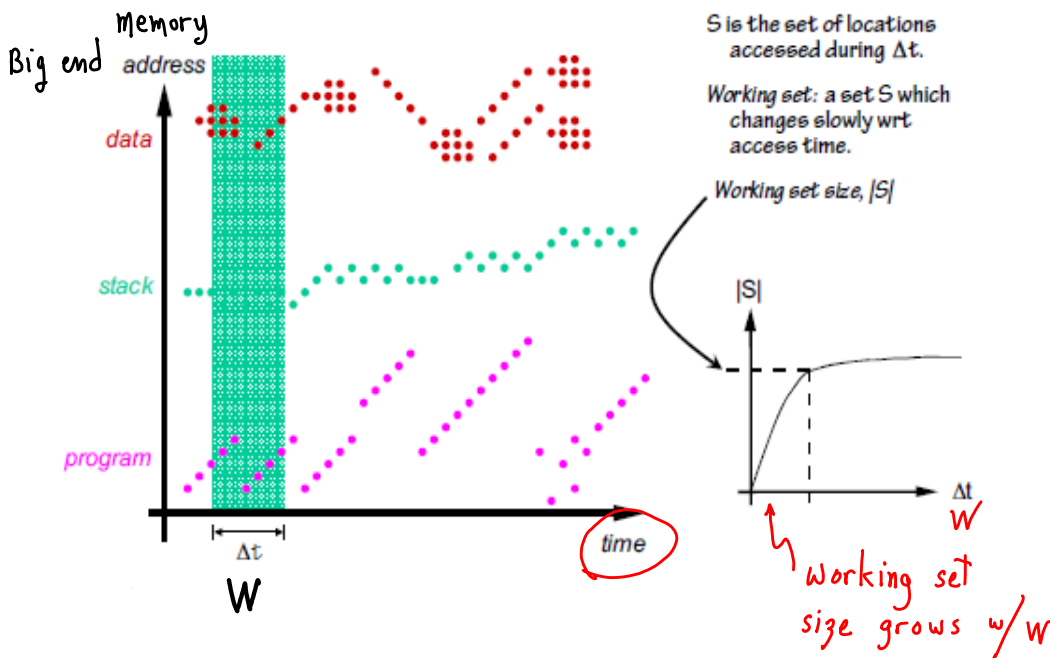 Memory
Big end
address
data
stack
program
Δt
W
time
S is the set of locations
accessed during Δt.
Working set: a set S which
changes slowly wrt
access time.
Working set size, |S|
|S|
Δt
W
Working set
size grows w/ W